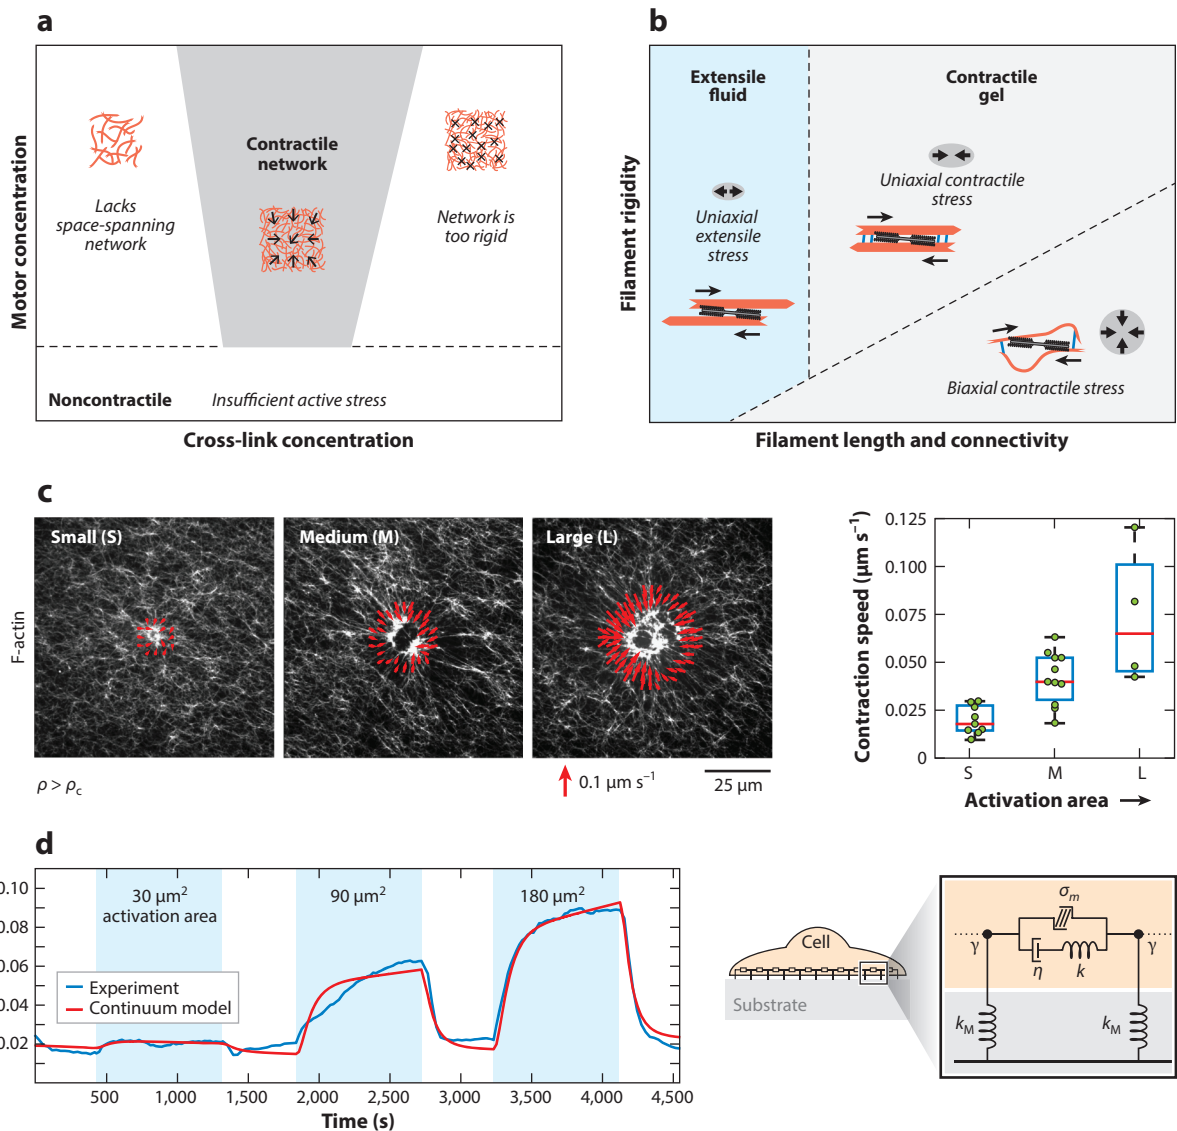 a
Motor concentration
Lacks
space-spanning
network
Contractile
network
Network is
too rigid
Noncontractile
Insufficient active stress
Cross-link concentration
b
Filament rigidity
Extensile
fluid
Contractile
gel
Uniaxial
extensile
stress
Uniaxial contractile
stress
Biaxial contractile stress
Filament length and connectivity
c
F-actin
Small (S)
Medium (M)
Large (L)
ρ > ρc
0.1 μm s–1
25 μm
Contraction speed (μm s–1)
0.125
0.100
0.075
0.050
0.025
0
S
M
L
Activation area
d
0.10
0.08
0.06
0.04
0.02
30 μm2
activation area
90 μm2
180 μm2
Experiment
Continuum model
500
1,000
1,500
2,000
2,500
3,000
3,500
4,000
4,500
Time (s)
Cell
Substrate
σm
γ
γ
η
k
kM
kM